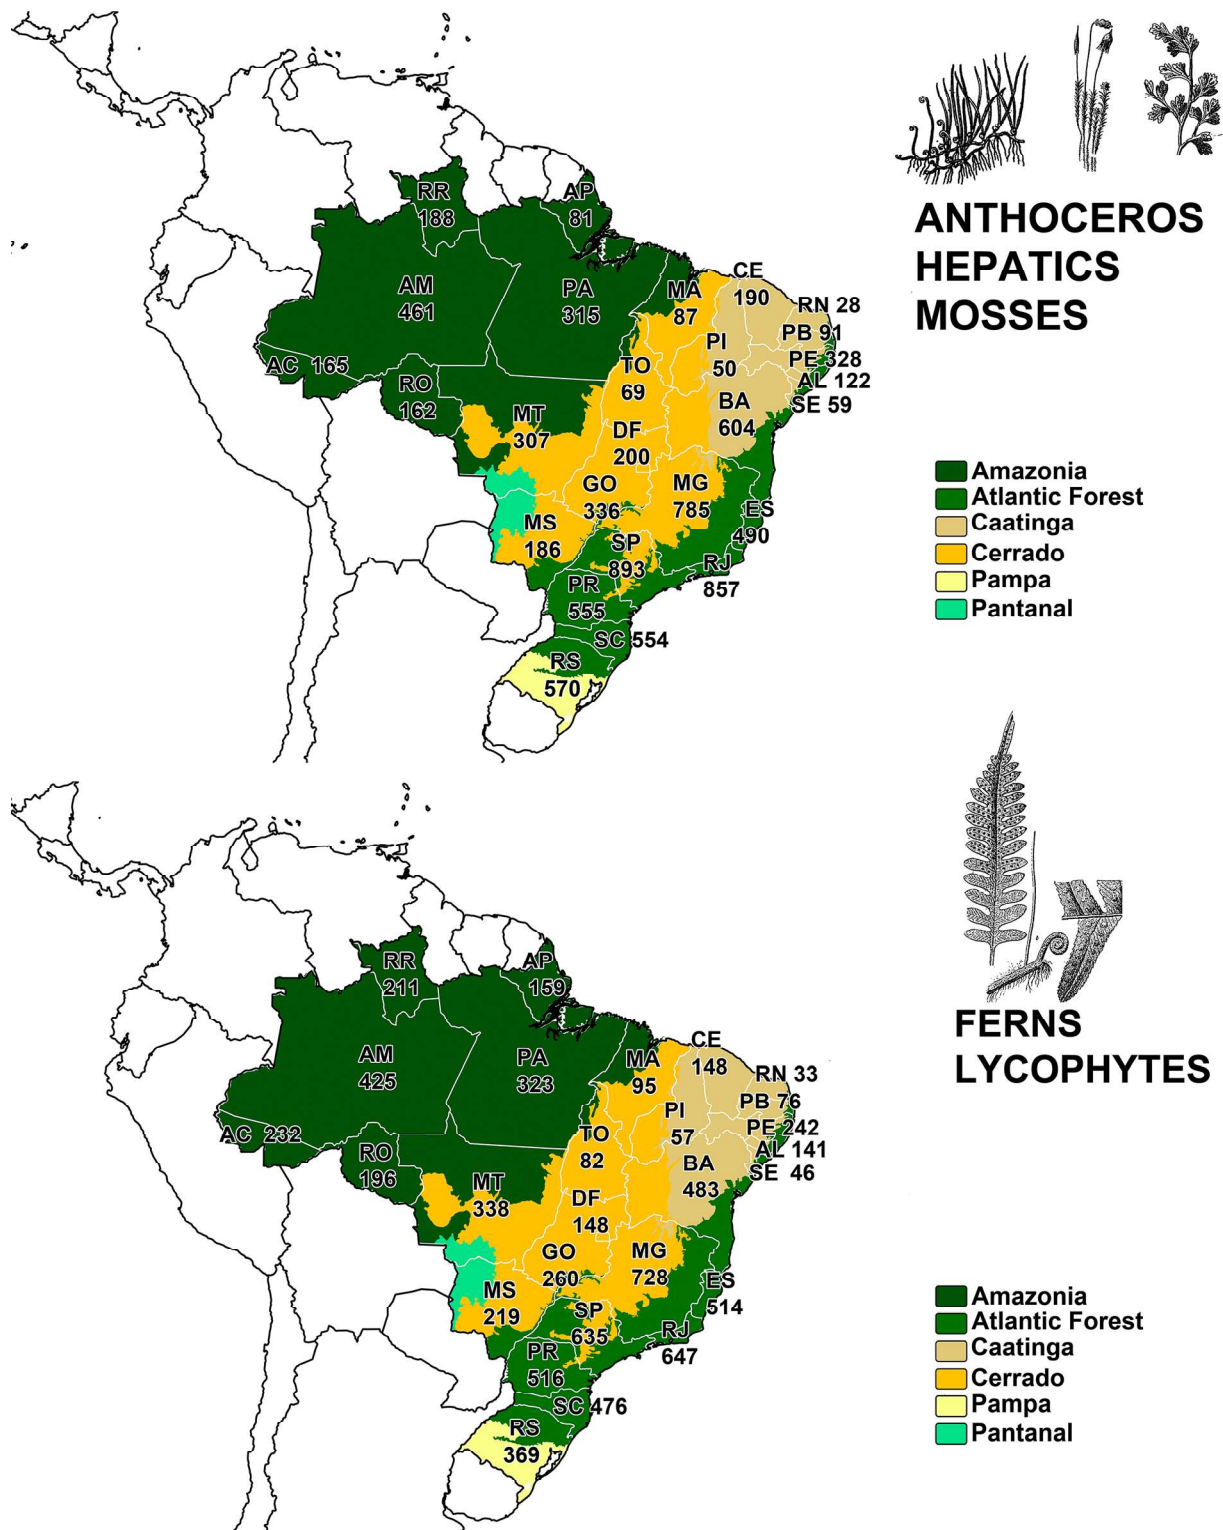 RR
188
AP
81
AM
461
PA
315
MA
87
CE
190
RN 28
PB 91
PE 328
AL 122
SE 59
PI
50
TO
69
BA
604
AC 165
RO
162
MT
307
DF
200
GO
336
MG
785
ES
490
MS
186
SP
893
RJ
857
PR
555
SC 554
RS
570
ANTHOCEROS
HEPATICS
MOSSES
Amazonia
Atlantic Forest
Caatinga
Cerrado
Pampa
Pantanal
RR
211
AP
159
AM
425
PA
323
MA
95
CE
148
RN 33
PB 76
PE 242
AL 141
SE 46
PI
57
TO
82
BA
483
AC 232
RO
196
MT
338
DF
148
GO
260
MG
728
ES
514
MS
219
SP
635
RJ
647
PR
516
SC 476
RS
369
FERNS
LYCOPHYTES
Amazonia
Atlantic Forest
Caatinga
Cerrado
Pampa
Pantanal